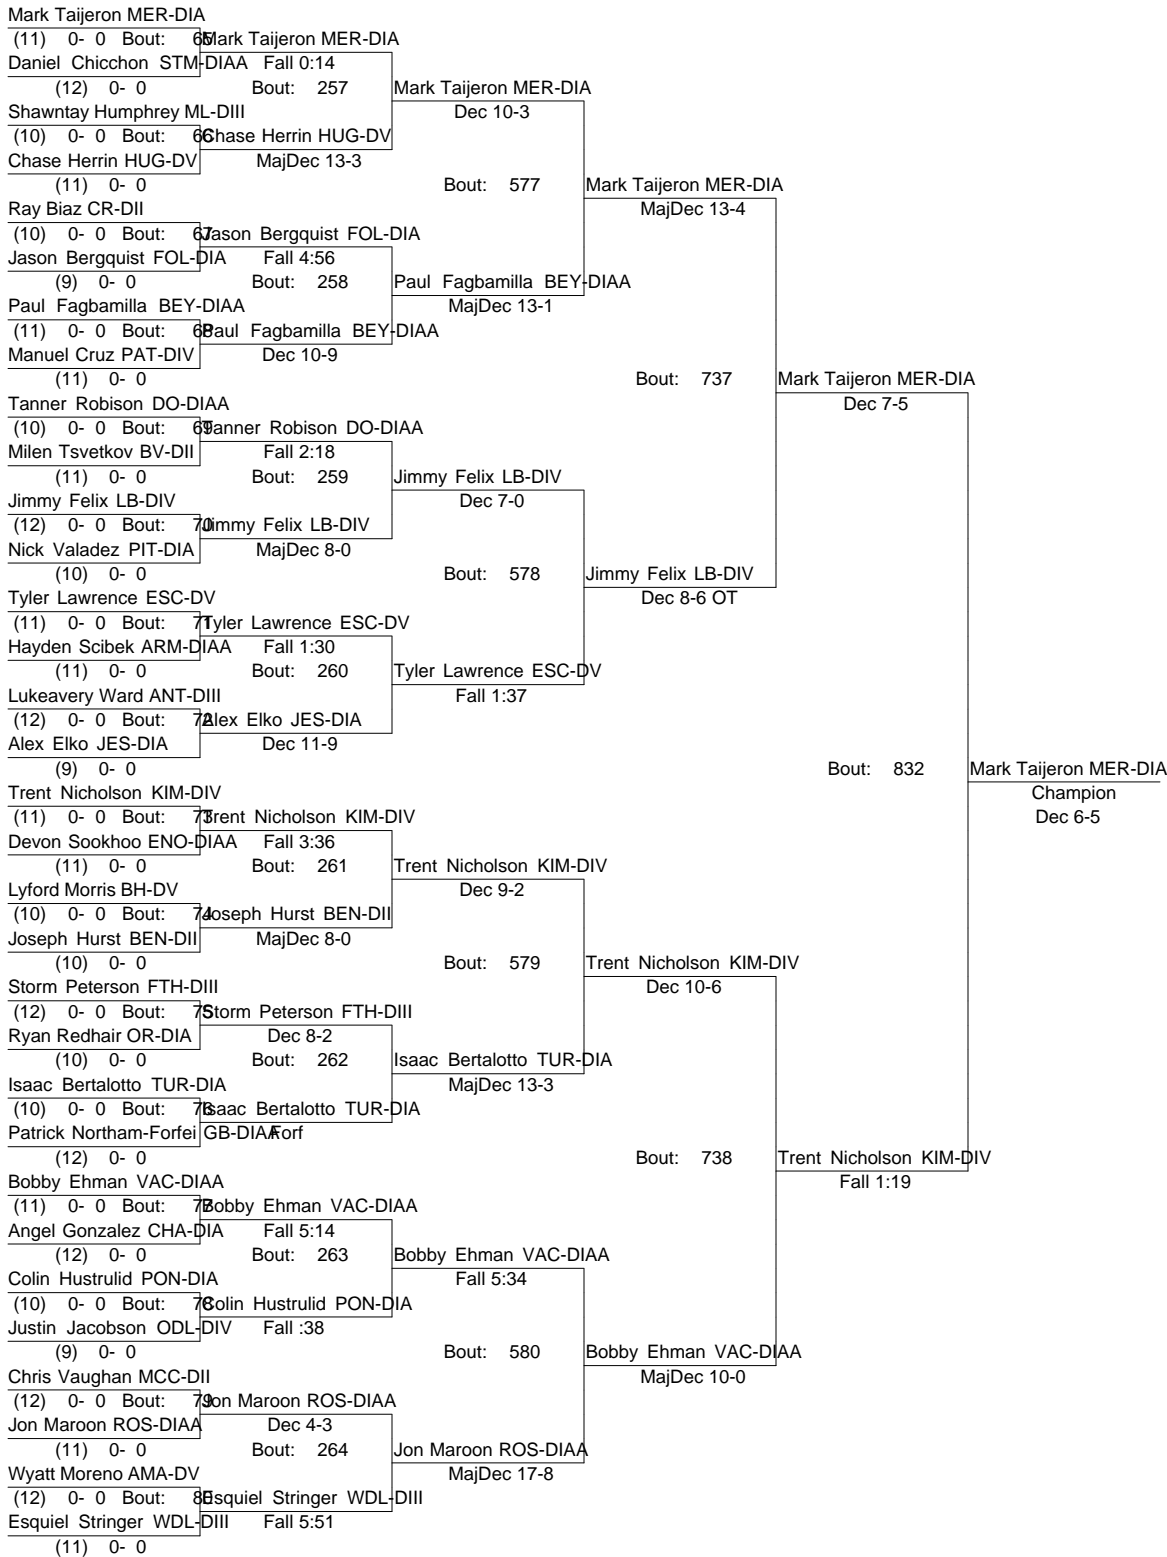 Mark Taijeron MER-DIA
(11) 0- 0 Bout: 65
Mark Taijeron MER-DIA
Daniel Chicchon STM-DIAA
Fall 0:14
(12) 0- 0
Bout: 257
Mark Taijeron MER-DIA
Shawntay Humphrey ML-DIII
Dec 10-3
(10) 0- 0 Bout: 66
Chase Herrin HUG-DV
Chase Herrin HUG-DV
MajDec 13-3
(11) 0- 0
Bout: 577
Mark Taijeron MER-DIA
Ray Biaz CR-DII
MajDec 13-4
(10) 0- 0 Bout: 67
Jason Bergquist FOL-DIA
Jason Bergquist FOL-DIA
Fall 4:56
(9) 0- 0
Bout: 258
Paul Fagbamilla BEY-DIAA
Paul Fagbamilla BEY-DIAA
MajDec 13-1
(11) 0- 0 Bout: 68
Paul Fagbamilla BEY-DIAA
Manuel Cruz PAT-DIV
Dec 10-9
(11) 0- 0
Bout: 737
Mark Taijeron MER-DIA
Tanner Robison DO-DIAA
Dec 7-5
(10) 0- 0 Bout: 69
Tanner Robison DO-DIAA
Milen Tsvetkov BV-DII
Fall 2:18
(11) 0- 0
Bout: 259
Jimmy Felix LB-DIV
Jimmy Felix LB-DIV
Dec 7-0
(12) 0- 0 Bout: 70
Jimmy Felix LB-DIV
Nick Valadez PIT-DIA
MajDec 8-0
(10) 0- 0
Bout: 578
Jimmy Felix LB-DIV
Tyler Lawrence ESC-DV
Dec 8-6 OT
(11) 0- 0 Bout: 71
Tyler Lawrence ESC-DV
Hayden Scibek ARM-DIAA
Fall 1:30
(11) 0- 0
Bout: 260
Tyler Lawrence ESC-DV
Lukeavery Ward ANT-DIII
Fall 1:37
(12) 0- 0 Bout: 72
Alex Elko JES-DIA
Alex Elko JES-DIA
Dec 11-9
(9) 0- 0
Bout: 832
Mark Taijeron MER-DIA
Trent Nicholson KIM-DIV
Champion
(11) 0- 0 Bout: 73
Trent Nicholson KIM-DIV
Dec 6-5
Devon Sookhoo ENO-DIAA
Fall 3:36
(11) 0- 0
Bout: 261
Trent Nicholson KIM-DIV
Lyford Morris BH-DV
Dec 9-2
(10) 0- 0 Bout: 74
Joseph Hurst BEN-DII
Joseph Hurst BEN-DII
MajDec 8-0
(10) 0- 0
Bout: 579
Trent Nicholson KIM-DIV
Storm Peterson FTH-DIII
Dec 10-6
(12) 0- 0 Bout: 75
Storm Peterson FTH-DIII
Ryan Redhair OR-DIA
Dec 8-2
(10) 0- 0
Bout: 262
Isaac Bertalotto TUR-DIA
Isaac Bertalotto TUR-DIA
MajDec 13-3
(10) 0- 0 Bout: 76
Isaac Bertalotto TUR-DIA
Patrick Northam-Forfei GB-DIAA
Forf
(12) 0- 0
Bout: 738
Trent Nicholson KIM-DIV
Bobby Ehman VAC-DIAA
Fall 1:19
(11) 0- 0 Bout: 77
Bobby Ehman VAC-DIAA
Angel Gonzalez CHA-DIA
Fall 5:14
(12) 0- 0
Bout: 263
Bobby Ehman VAC-DIAA
Colin Hustrulid PON-DIA
Fall 5:34
(10) 0- 0 Bout: 78
Colin Hustrulid PON-DIA
Justin Jacobson ODL-DIV
Fall :38
(9) 0- 0
Bout: 580
Bobby Ehman VAC-DIAA
Chris Vaughan MCC-DII
MajDec 10-0
(12) 0- 0 Bout: 79
Jon Maroon ROS-DIAA
Jon Maroon ROS-DIAA
Dec 4-3
(11) 0- 0
Bout: 264
Jon Maroon ROS-DIAA
Wyatt Moreno AMA-DV
MajDec 17-8
(12) 0- 0 Bout: 80
Esquiel Stringer WDL-DIII
Esquiel Stringer WDL-DIII
Fall 5:51
(11) 0- 0